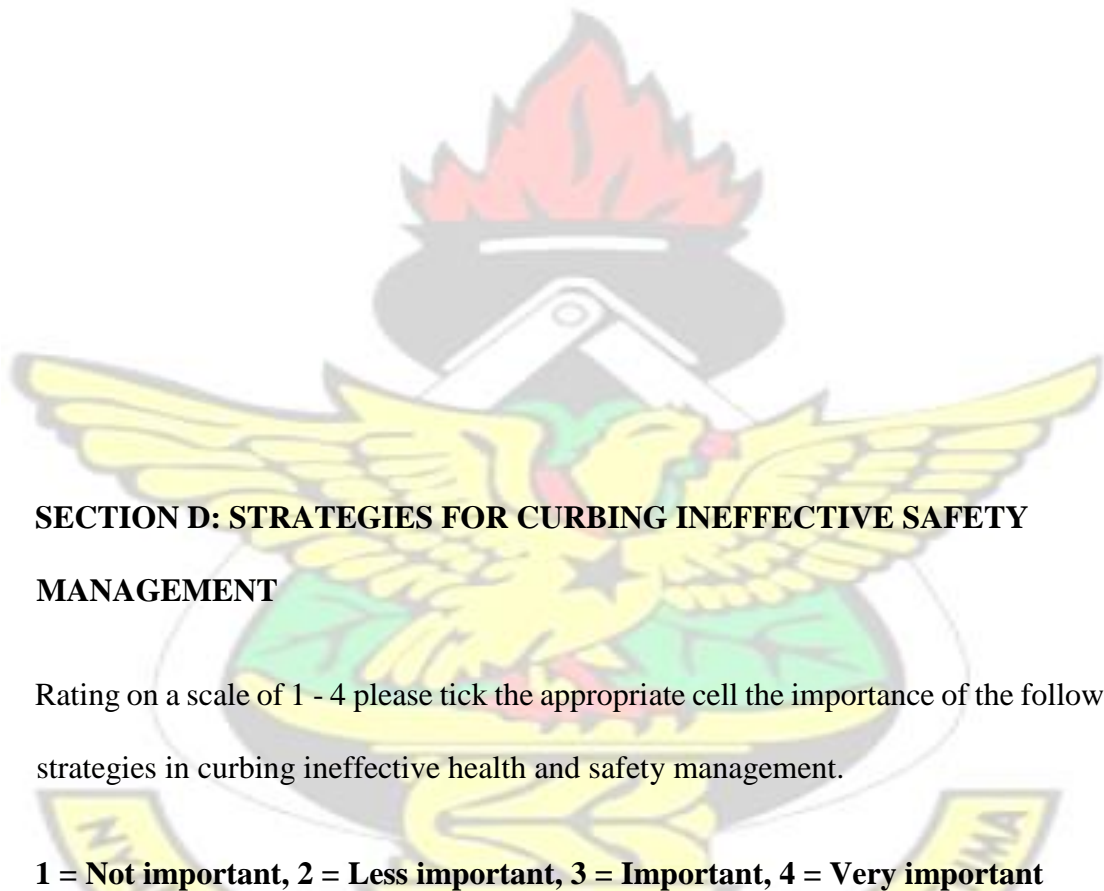 SECTION D: STRATEGIES FOR CURBING INEFFECTIVE SAFETY
MANAGEMENT
Rating on a scale of 1 - 4 please tick the appropriate cell the importance of the follow
strategies in curbing ineffective health and safety management.
1 = Not important, 2 = Less important, 3 = Important, 4 = Very important